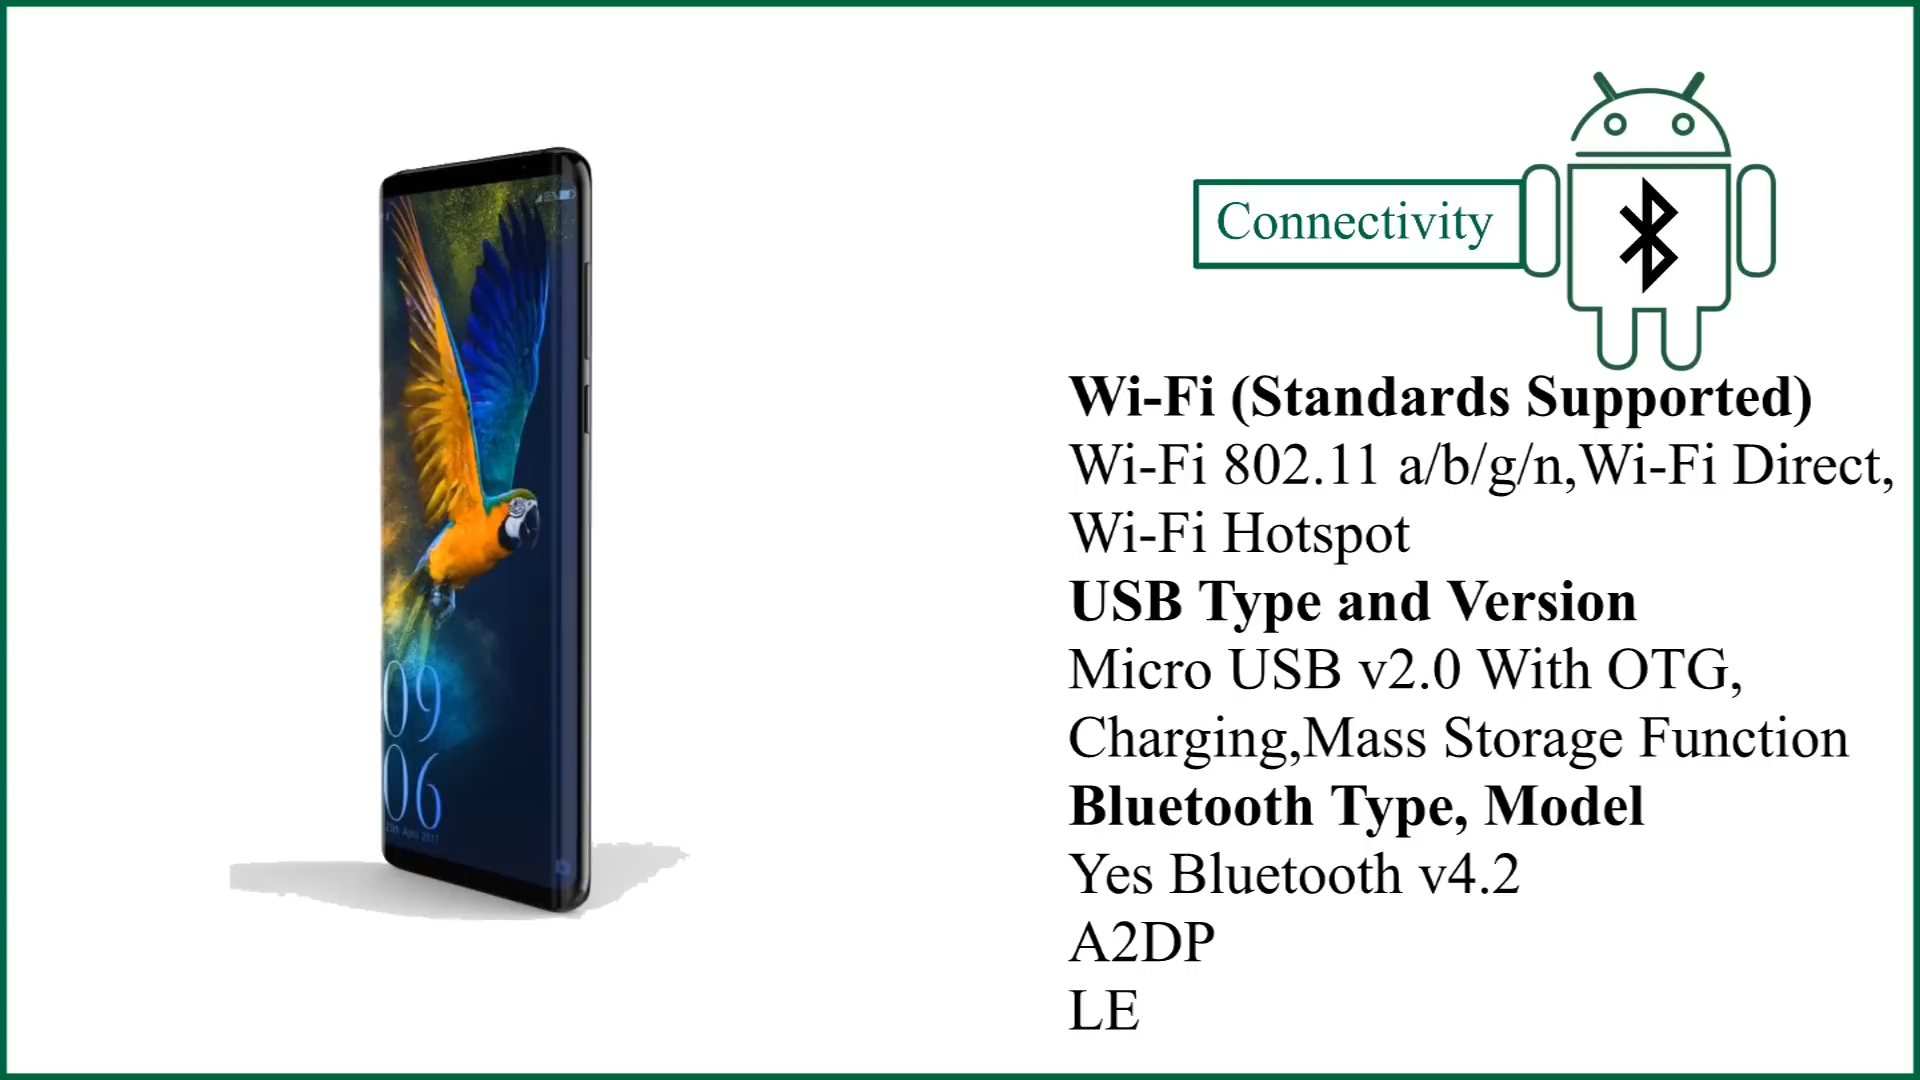 Connectivity
Wi-Fi (Standards Supported)
Wi-Fi 802.11 a/b/g/n,Wi-Fi Direct,
Wi-Fi Hotspot
USB Type and Version
Micro USB v2.0 With OTG,
Charging,Mass Storage Function
Bluetooth Type, Model
Yes Bluetooth v4.2
A2DP
LE
09
06
April 2017